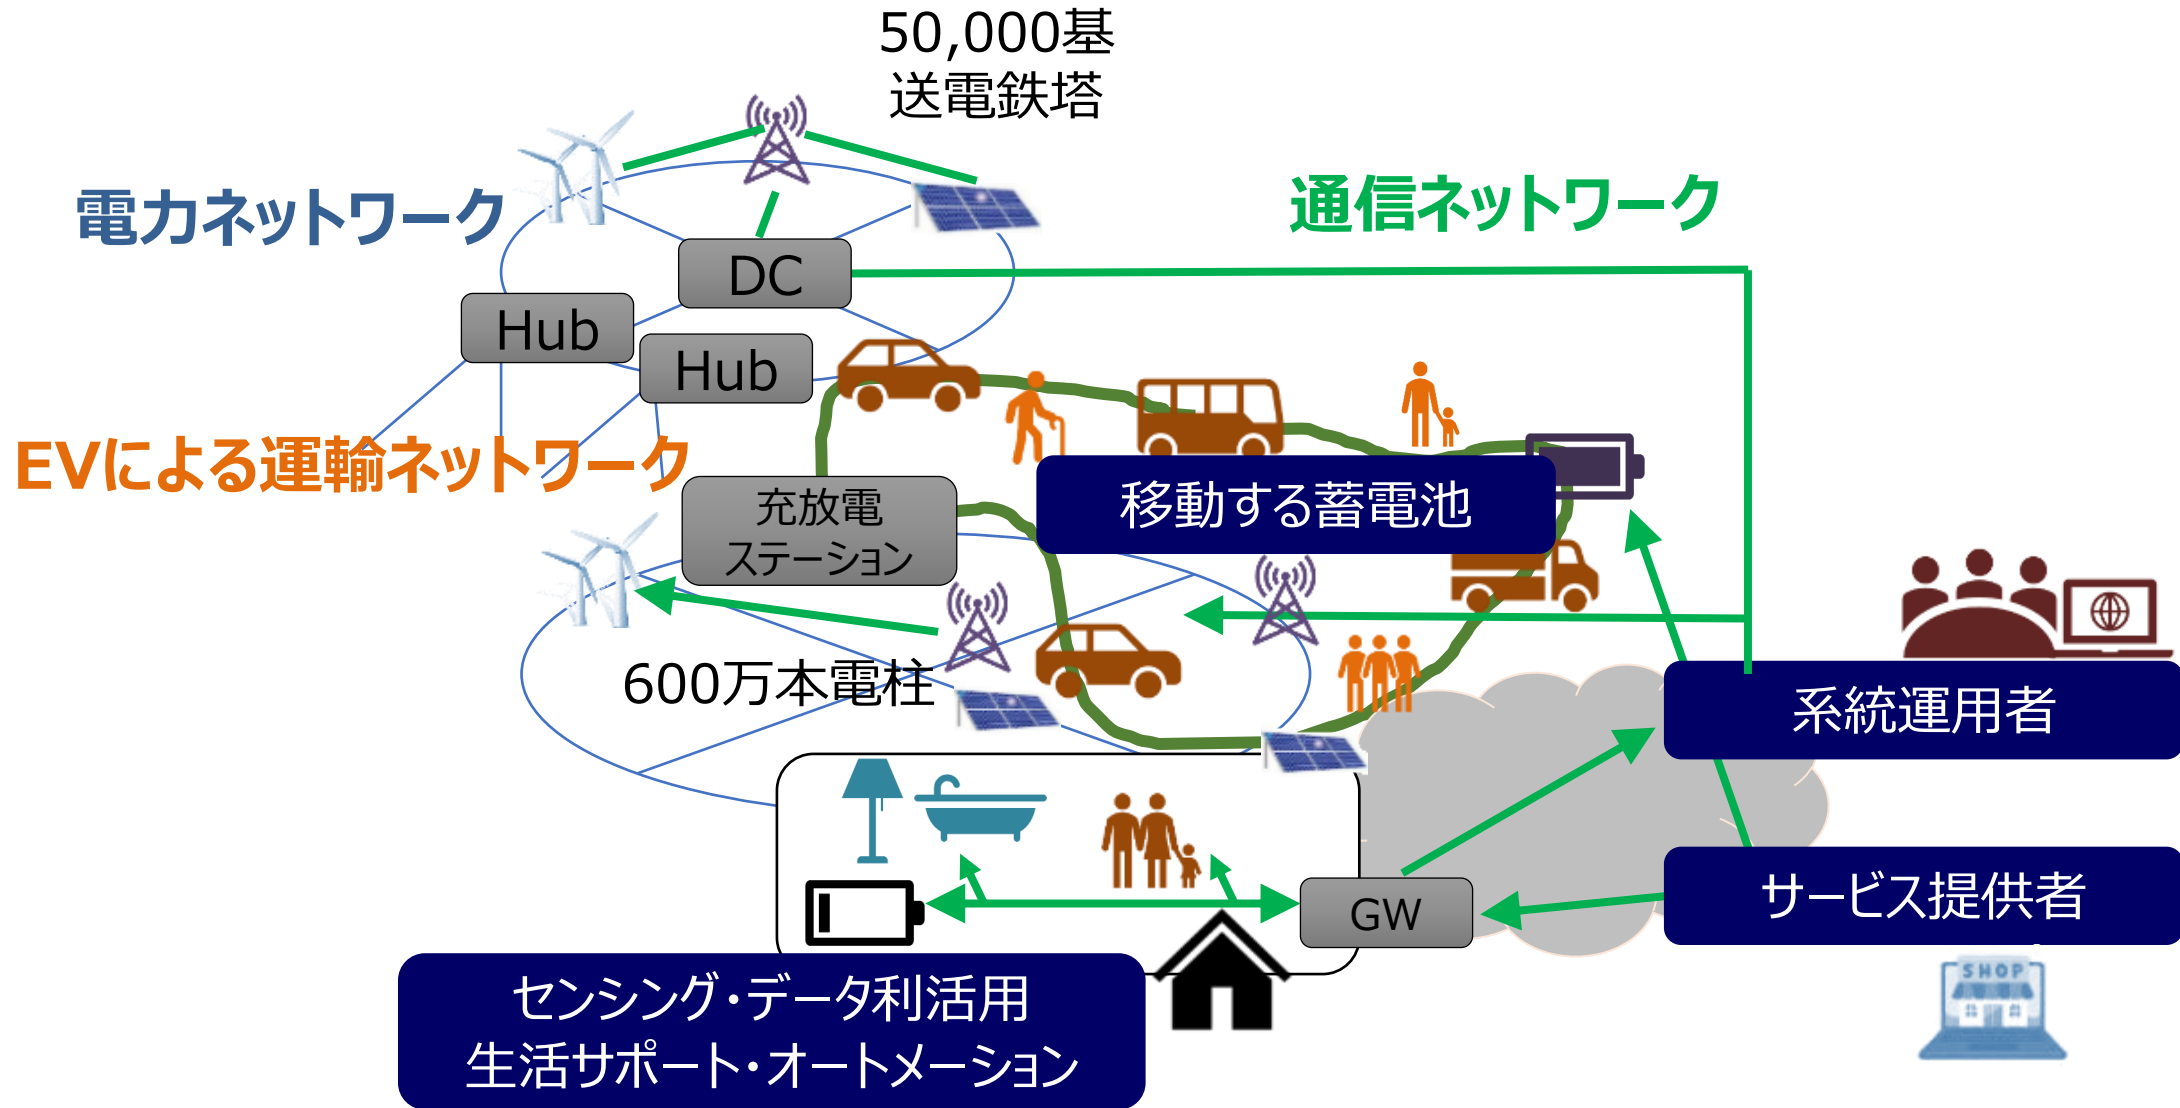 50,000基
送電鉄塔
電力ネットワーク
通信ネットワーク
DC
Hub
Hub
EVによる運輸ネットワーク
充放電
ステーション
移動する蓄電池
600万本電柱
系統運用者
サービス提供者
GW
SHOP
センシング・データ利活用
生活サポート・オートメーション